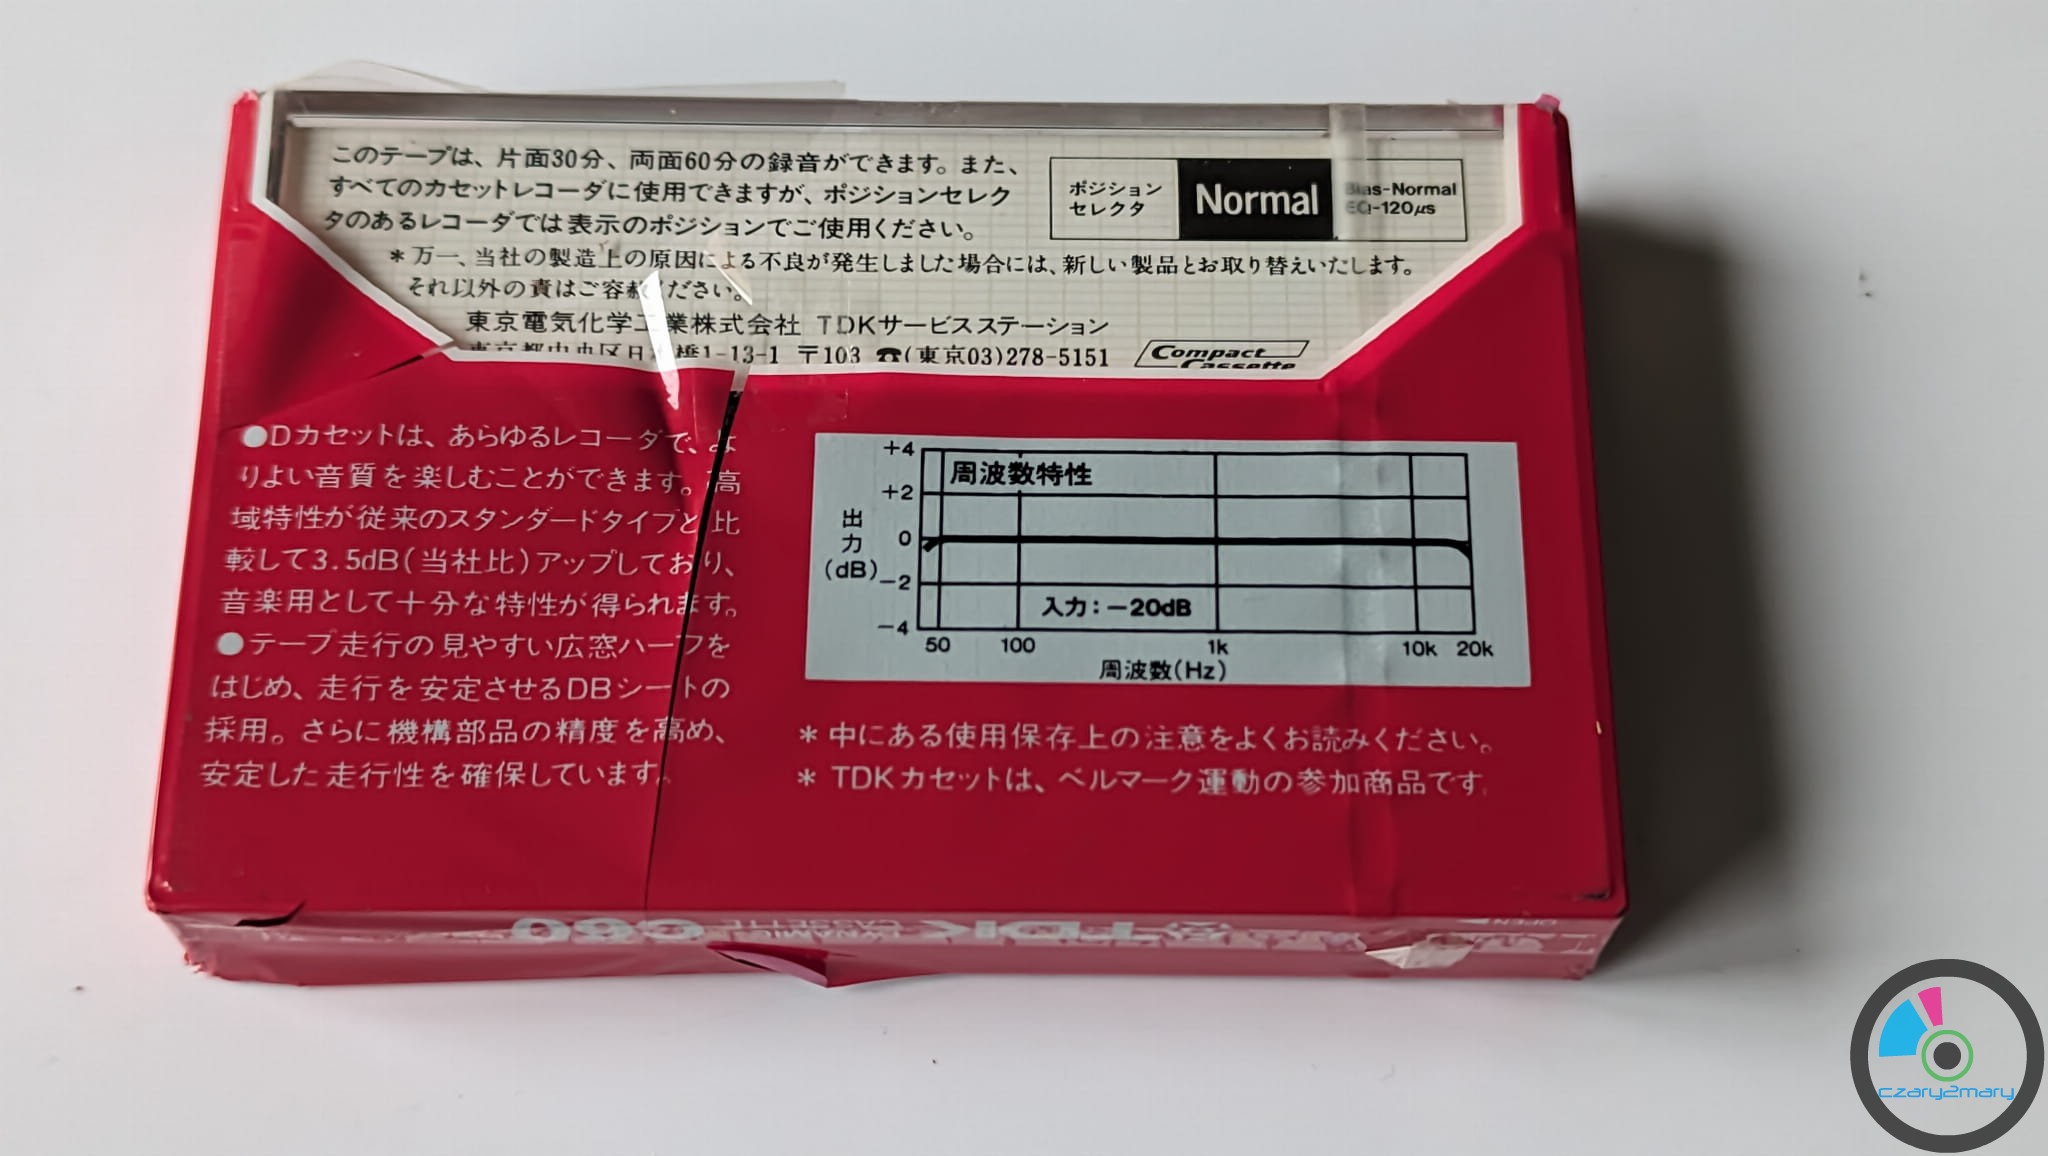 このテープは、片面30分、両面60分の録音ができます。また、
すべてのカセットレコーダに使用できますが、ポジションセレク
タのあるレコーダでは表示のポジションでご使用ください。
ポジション
セレクタ
Normal
Bias-Normal
EQ-120μs
*万一、当社の製造上の原因による不良が発生しました場合には、新しい製品とお取り替えいたします。
それ以外の責はご容赦ください。
東京電気化学工業株式会社 TDKサービスステーション
東京都中央区日本橋1-13-1 〒103 ☎(東京03)278-5151
Compact
Cassette
●Dカセットは、あらゆるレコーダで、よ
りよい音質を楽しむことができます。高
域特性が従来のスタンダードタイプと比
較して3.5dB(当社比)アップしており、
音楽用として十分な特性が得られます。
●テープ走行の見やすい広窓ハーフを
はじめ、走行を安定させるDBシートの
採用。さらに機構部品の精度を高め、
安定した走行性を確保しています。
周波数特性
出力(dB)
+4
+2
0
-2
-4
入力:-20dB
50 100 1k 10k 20k
周波数(Hz)
*中にある使用保存上の注意をよくお読みください。
*TDKカセットは、ベルマーク運動の参加商品です
TDK DYNAMIC CASSETTE C60
OPEN
czary2mary